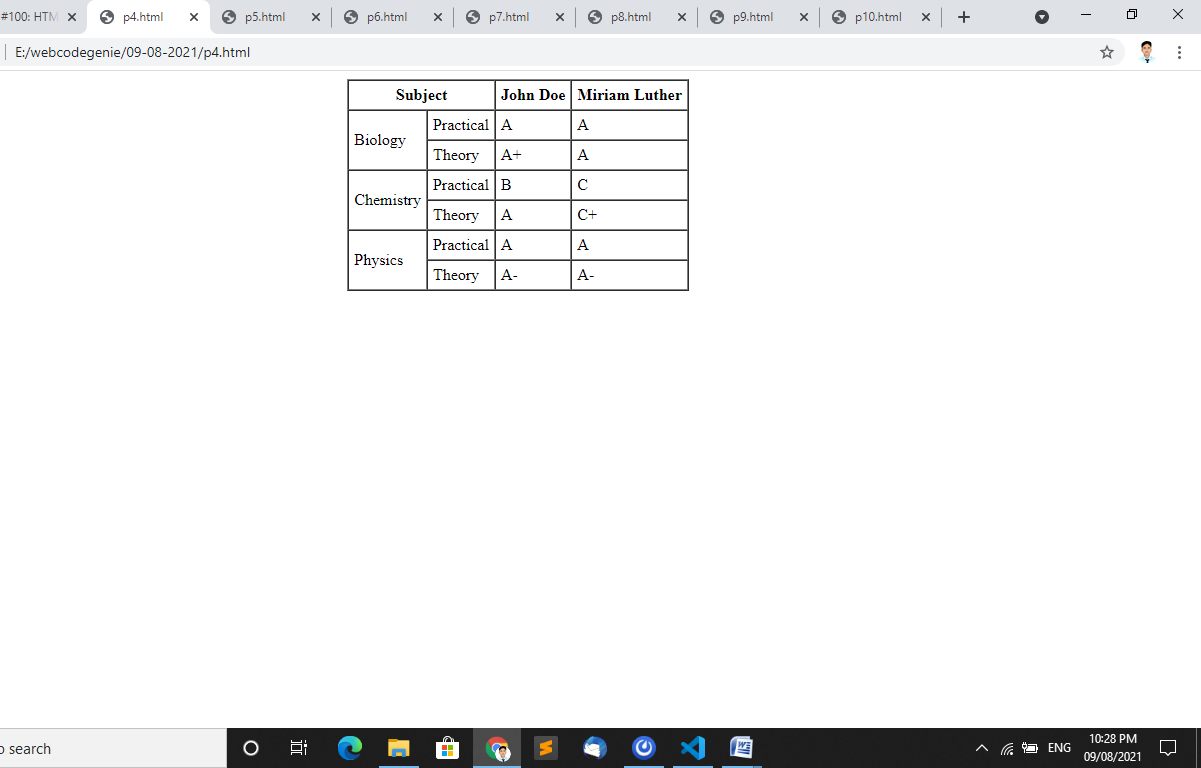 #100: HTM p4.html p5.html p6.html p7.html p8.html p9.html p10.html
E:/webcodegenie/09-08-2021/p4.html
Subject John Doe Miriam Luther
Biology Practical A A
Theory A+ A
Chemistry Practical B C
Theory A C+
Physics Practical A A
Theory A- A-
o search
ENG
10:28 PM
09/08/2021